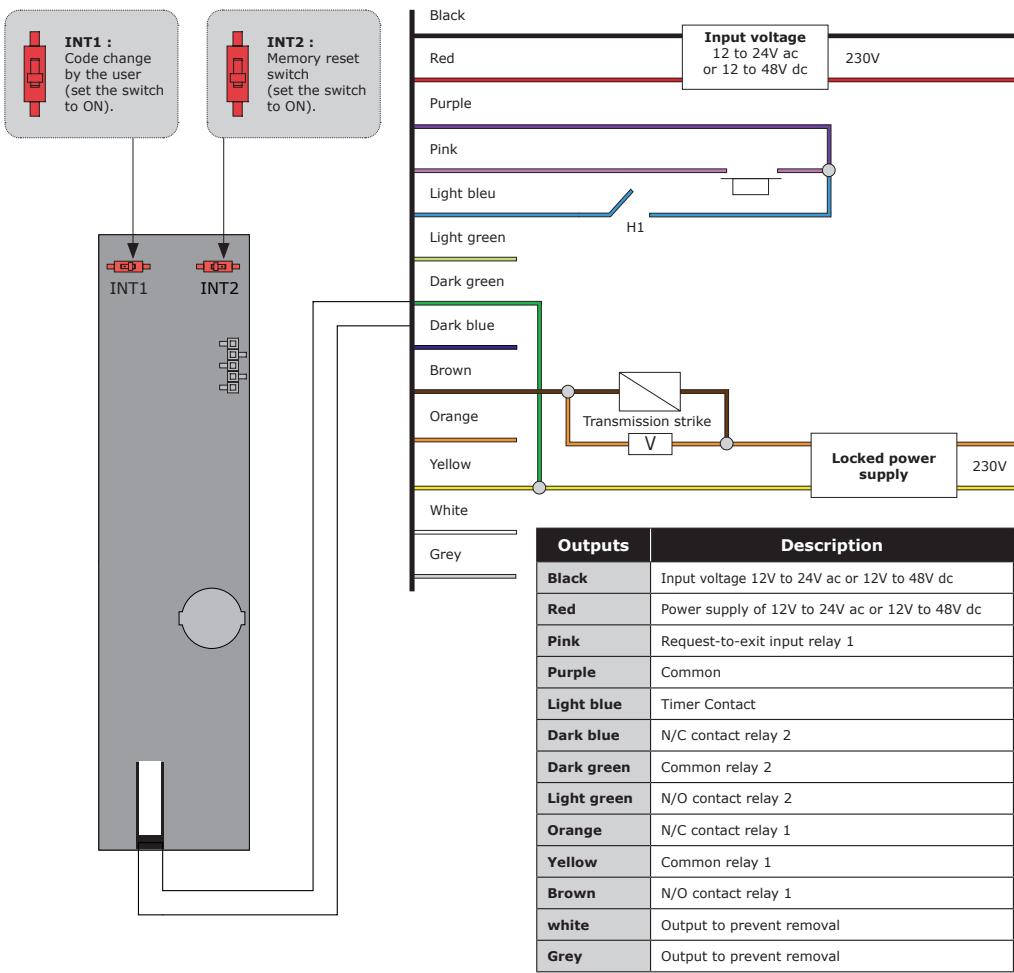 INT1 :
Code change
by the user
(set the switch
to ON).
INT2 :
Memory reset
switch
(set the switch
to ON).
INT1
INT2
Black
Red
Purple
Pink
Light bleu
Light green
Dark green
Dark blue
Brown
Orange
Yellow
White
Grey
Input voltage
12 to 24V ac
or 12 to 48V dc
230V
H1
Transmission strike
V
Locked power
supply
230V
Outputs Description
Black Input voltage 12V to 24V ac or 12V to 48V dc
Red Power supply of 12V to 24V ac or 12V to 48V dc
Pink Request-to-exit input relay 1
Purple Common
Light blue Timer Contact
Dark blue N/C contact relay 2
Dark green Common relay 2
Light green N/O contact relay 2
Orange N/C contact relay 1
Yellow Common relay 1
Brown N/O contact relay 1
white Output to prevent removal
Grey Output to prevent removal